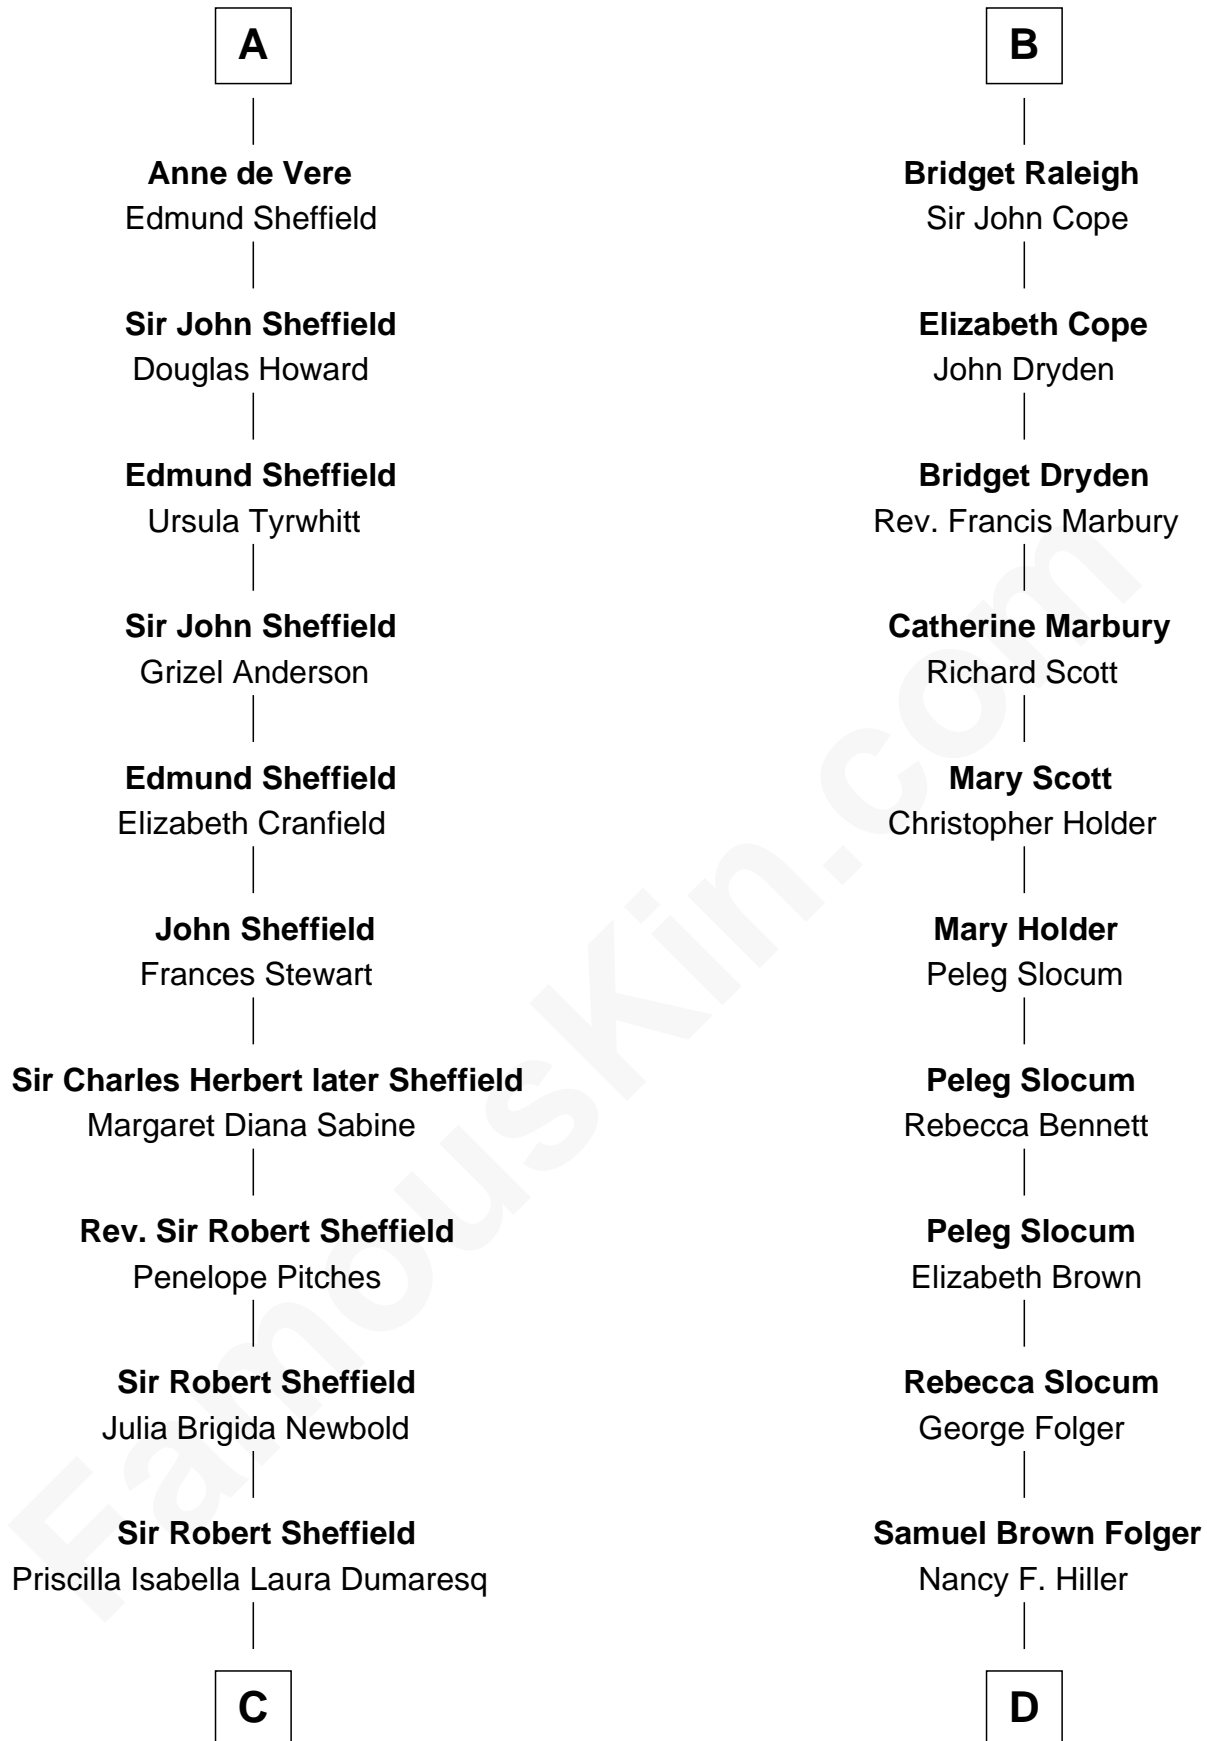 A
Anne de Vere
Edmund Sheffield
Sir John Sheffield
Douglas Howard
Edmund Sheffield
Ursula Tyrwhitt
Sir John Sheffield
Grizel Anderson
Edmund Sheffield
Elizabeth Cranfield
John Sheffield
Frances Stewart
Sir Charles Herbert later Sheffield
Margaret Diana Sabine
Rev. Sir Robert Sheffield
Penelope Pitches
Sir Robert Sheffield
Julia Brigida Newbold
Sir Robert Sheffield
Priscilla Isabella Laura Dumaresq
C
B
Bridget Raleigh
Sir John Cope
Elizabeth Cope
John Dryden
Bridget Dryden
Rev. Francis Marbury
Catherine Marbury
Richard Scott
Mary Scott
Christopher Holder
Mary Holder
Peleg Slocum
Peleg Slocum
Rebecca Bennett
Peleg Slocum
Elizabeth Brown
Rebecca Slocum
George Folger
Samuel Brown Folger
Nancy F. Hiller
D
FamousKin.com